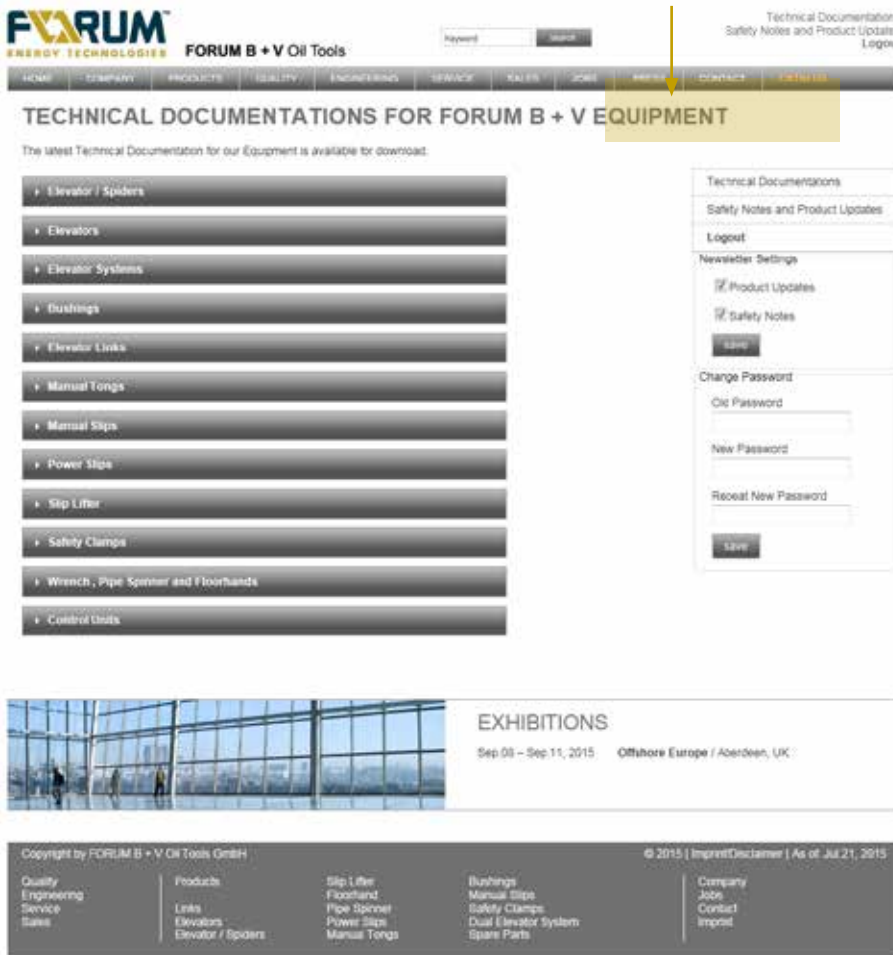 FORUM™
ENERGY TECHNOLOGIES
FORUM B + V Oil Tools
Keyword
Search
Technical Documentation
Safety Notes and Product Update
Logou
HOME COMPANY PRODUCTS QUALITY ENGINEERING SERVICE SALES JOBS PRESS CONTACT
TECHNICAL DOCUMENTATIONS FOR FORUM B + V EQUIPMENT
The latest Technical Documentation for our Equipment is available for download.
Elevator / Spiders
Elevators
Elevator Systems
Bushings
Elevator Links
Manual Tongs
Manual Slips
Power Slips
Slip Lifter
Safety Clamps
Wrench , Pipe Spinner and Floorhands
Control Units
Technical Documentations
Safety Notes and Product Updates
Logout
Newsletter Settings
Product Updates
Safety Notes
save
Change Password
Old Password
New Password
Repeat New Password
save
EXHIBITIONS
Sep.08 – Sep.11, 2015 Offshore Europe / Aberdeen, UK
Copyright by FORUM B + V Oil Tools GmbH
© 2015 | Imprint/Disclaimer | As of: Jul.21, 2015
Quality
Engineering
Service
Sales
Products
Links
Elevators
Elevator / Spiders
Slip Lifter
Floorhand
Pipe Spinner
Power Slips
Manual Tongs
Bushings
Manual Slips
Safety Clamps
Dual Elevator System
Spare Parts
Company
Jobs
Contact
Imprint